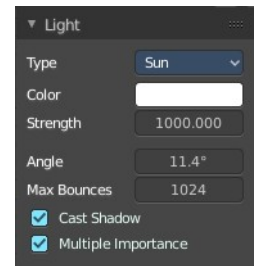 Light
Type Sun
Color
Strength 1000.000
Angle 11.4°
Max Bounces 1024
Cast Shadow
Multiple Importance